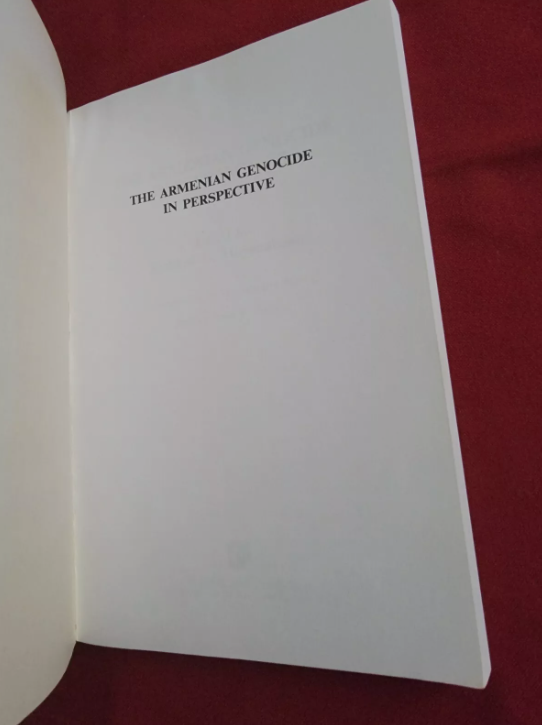 THE ARMENIAN GENOCIDE
IN PERSPECTIVE